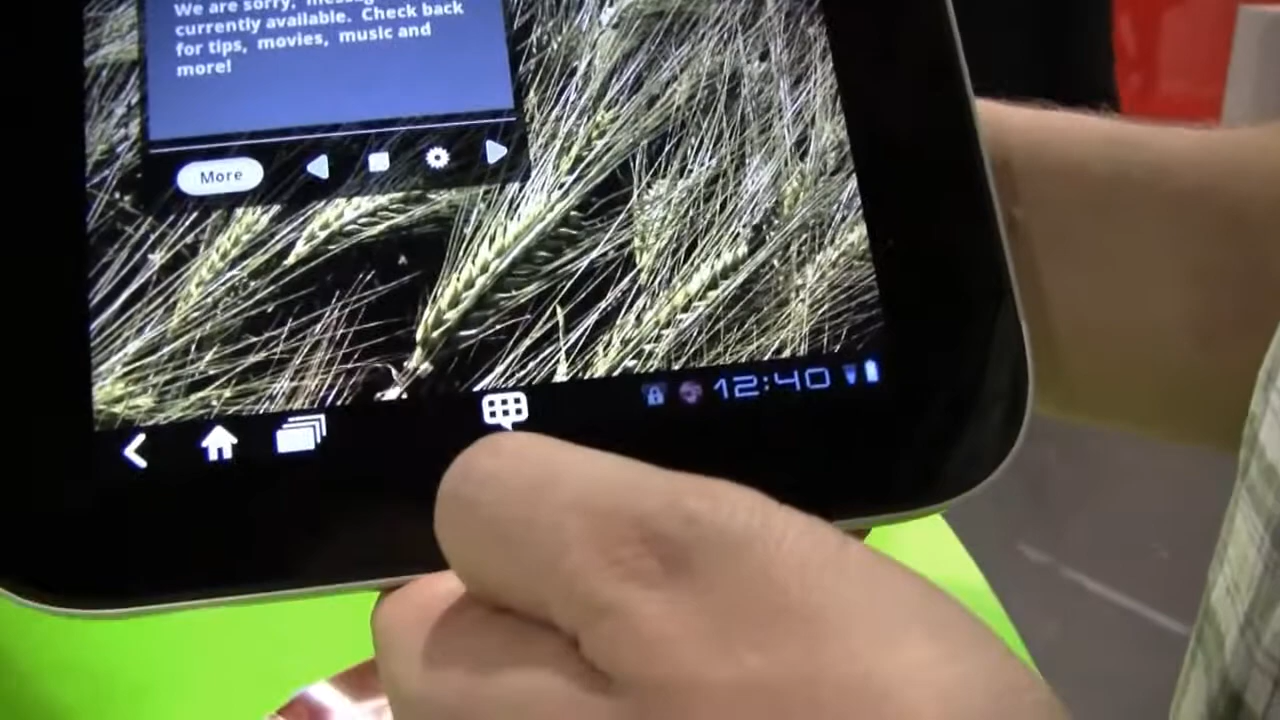 We are sorry, 
currently available. Check back
for tips, movies, music and
more!
More
12:40